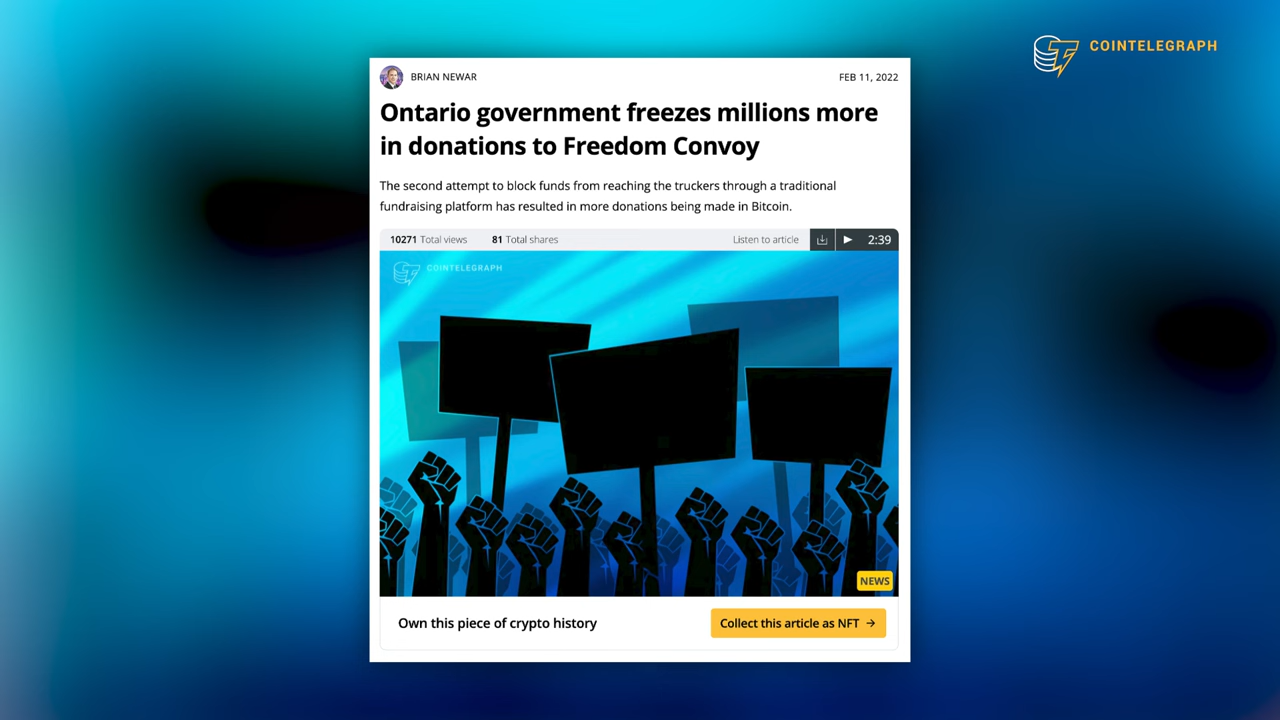 COINTELEGRAPH
BRIAN NEWAR
FEB 11, 2022
Ontario government freezes millions more
in donations to Freedom Convoy
The second attempt to block funds from reaching the truckers through a traditional
fundraising platform has resulted in more donations being made in Bitcoin.
10271 Total views 81 Total shares Listen to article 2:39
COINTELEGRAPH
NEWS
Own this piece of crypto history
Collect this article as NFT →